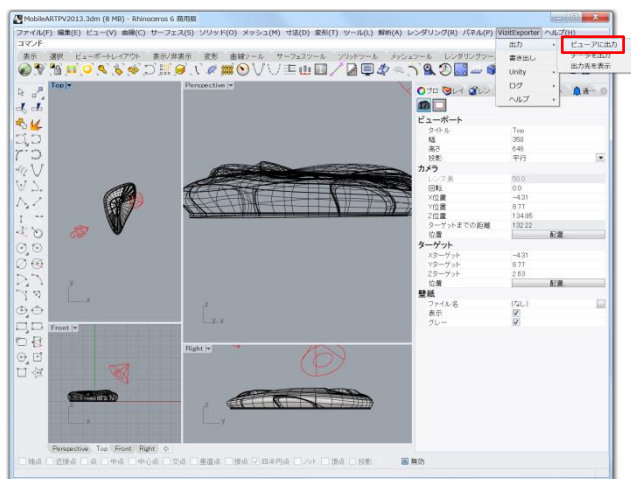 MobileARTPV2013.3dm (8 MB) - Rhinoceros 6 商用版
ファイル(F) 編集(E) ビュー(V) 曲線(C) サーフェス(S) ソリッド(O) メッシュ(M) 寸法(D) 変形(T) ツール(L) 解析(A) レンダリング(R) パネル(P) VizitExporter ヘルプ(H)
コマンド:
表示 選択 ビューポートレイアウト 表示/非表示 変形 曲線ツール サーフェスツール ソリッドツール メッシュツール レンダリングツー
出力
書き出し
Unity
ログ
ヘルプ
ビューアに出力
データを出力
出力先を表示
プロ レイ レン
Top
Perspective
Front
Right
ビューポート
タイトル Top
幅 358
高さ 648
投影 平行
カメラ
レンズ長 50.0
回転 0.0
X位置 -4.31
Y位置 8.77
Z位置 134.85
ターゲットまでの距離 132.22
位置 配置
ターゲット
Xターゲット -4.31
Yターゲット 8.77
Zターゲット 2.63
位置 配置
壁紙
ファイル名 (なし)
表示
グレー
Perspective Top Front Right
端点 近接点 点 中点 中心点 交点 垂直点 接点 四半円点 ノット 頂点 投影 無効